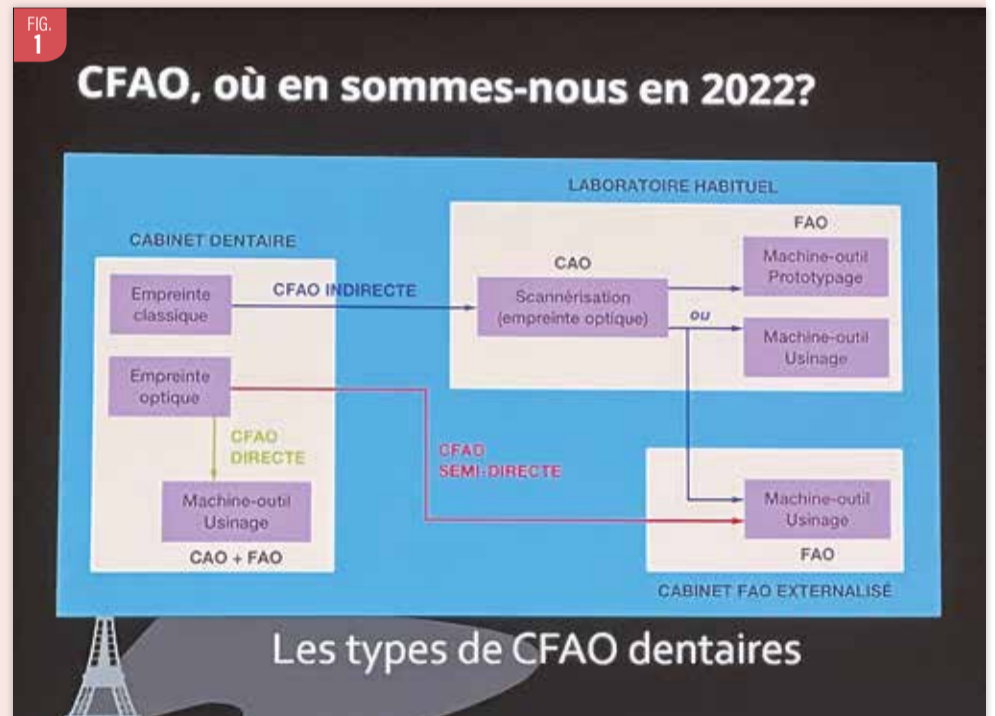 FIG.
1
CFAO, où en sommes-nous en 2022?
LABORATOIRE HABITUEL
FAO
CABINET DENTAIRE
CAO
Machine-outil
Prototypage
Empreinte
classique
CFAO INDIRECTE
Scannérisation
(empreinte optique)
ou
Machine-outil
Usinage
Empreinte
optique
CFAO
DIRECTE
CFAO
SEMI-DIRECTE
Machine-outil
Usinage
CAO + FAO
Machine-outil
Usinage
FAO
CABINET FAO EXTERNALISÉ
Les types de CFAO dentaires